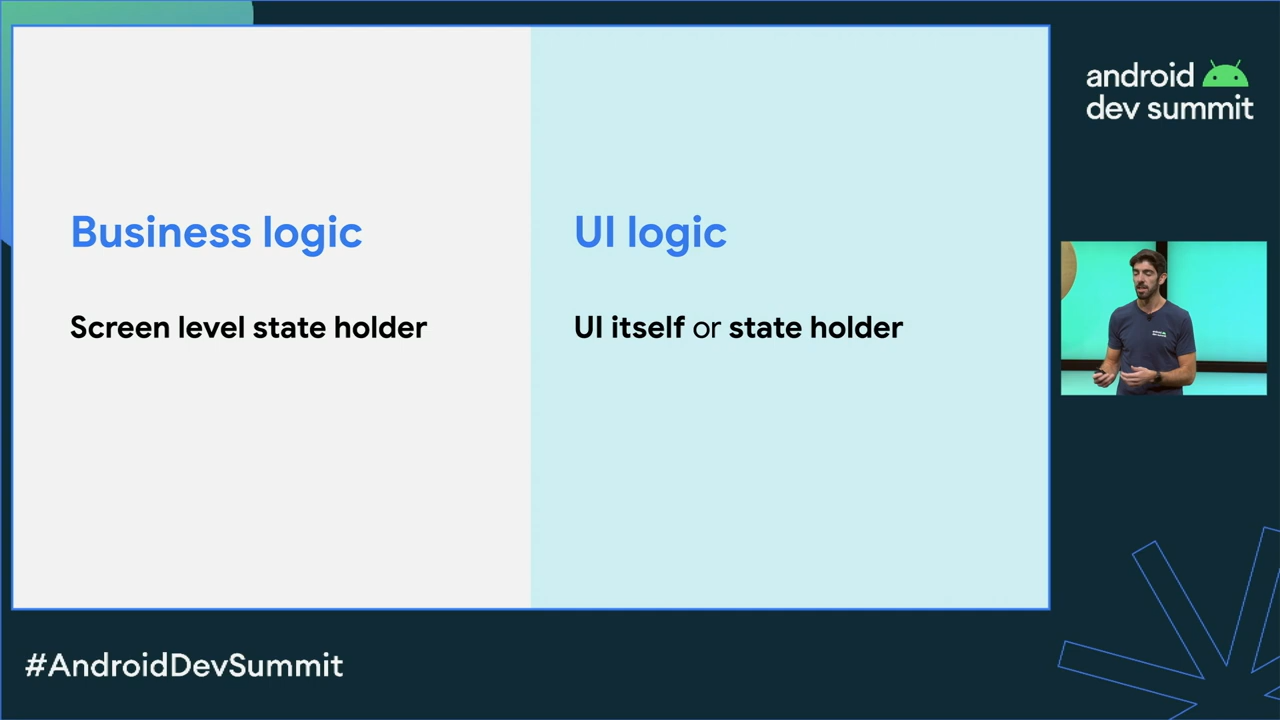 Business logic
Screen level state holder
UI logic
UI itself or state holder
android
dev summit
#AndroidDevSummit